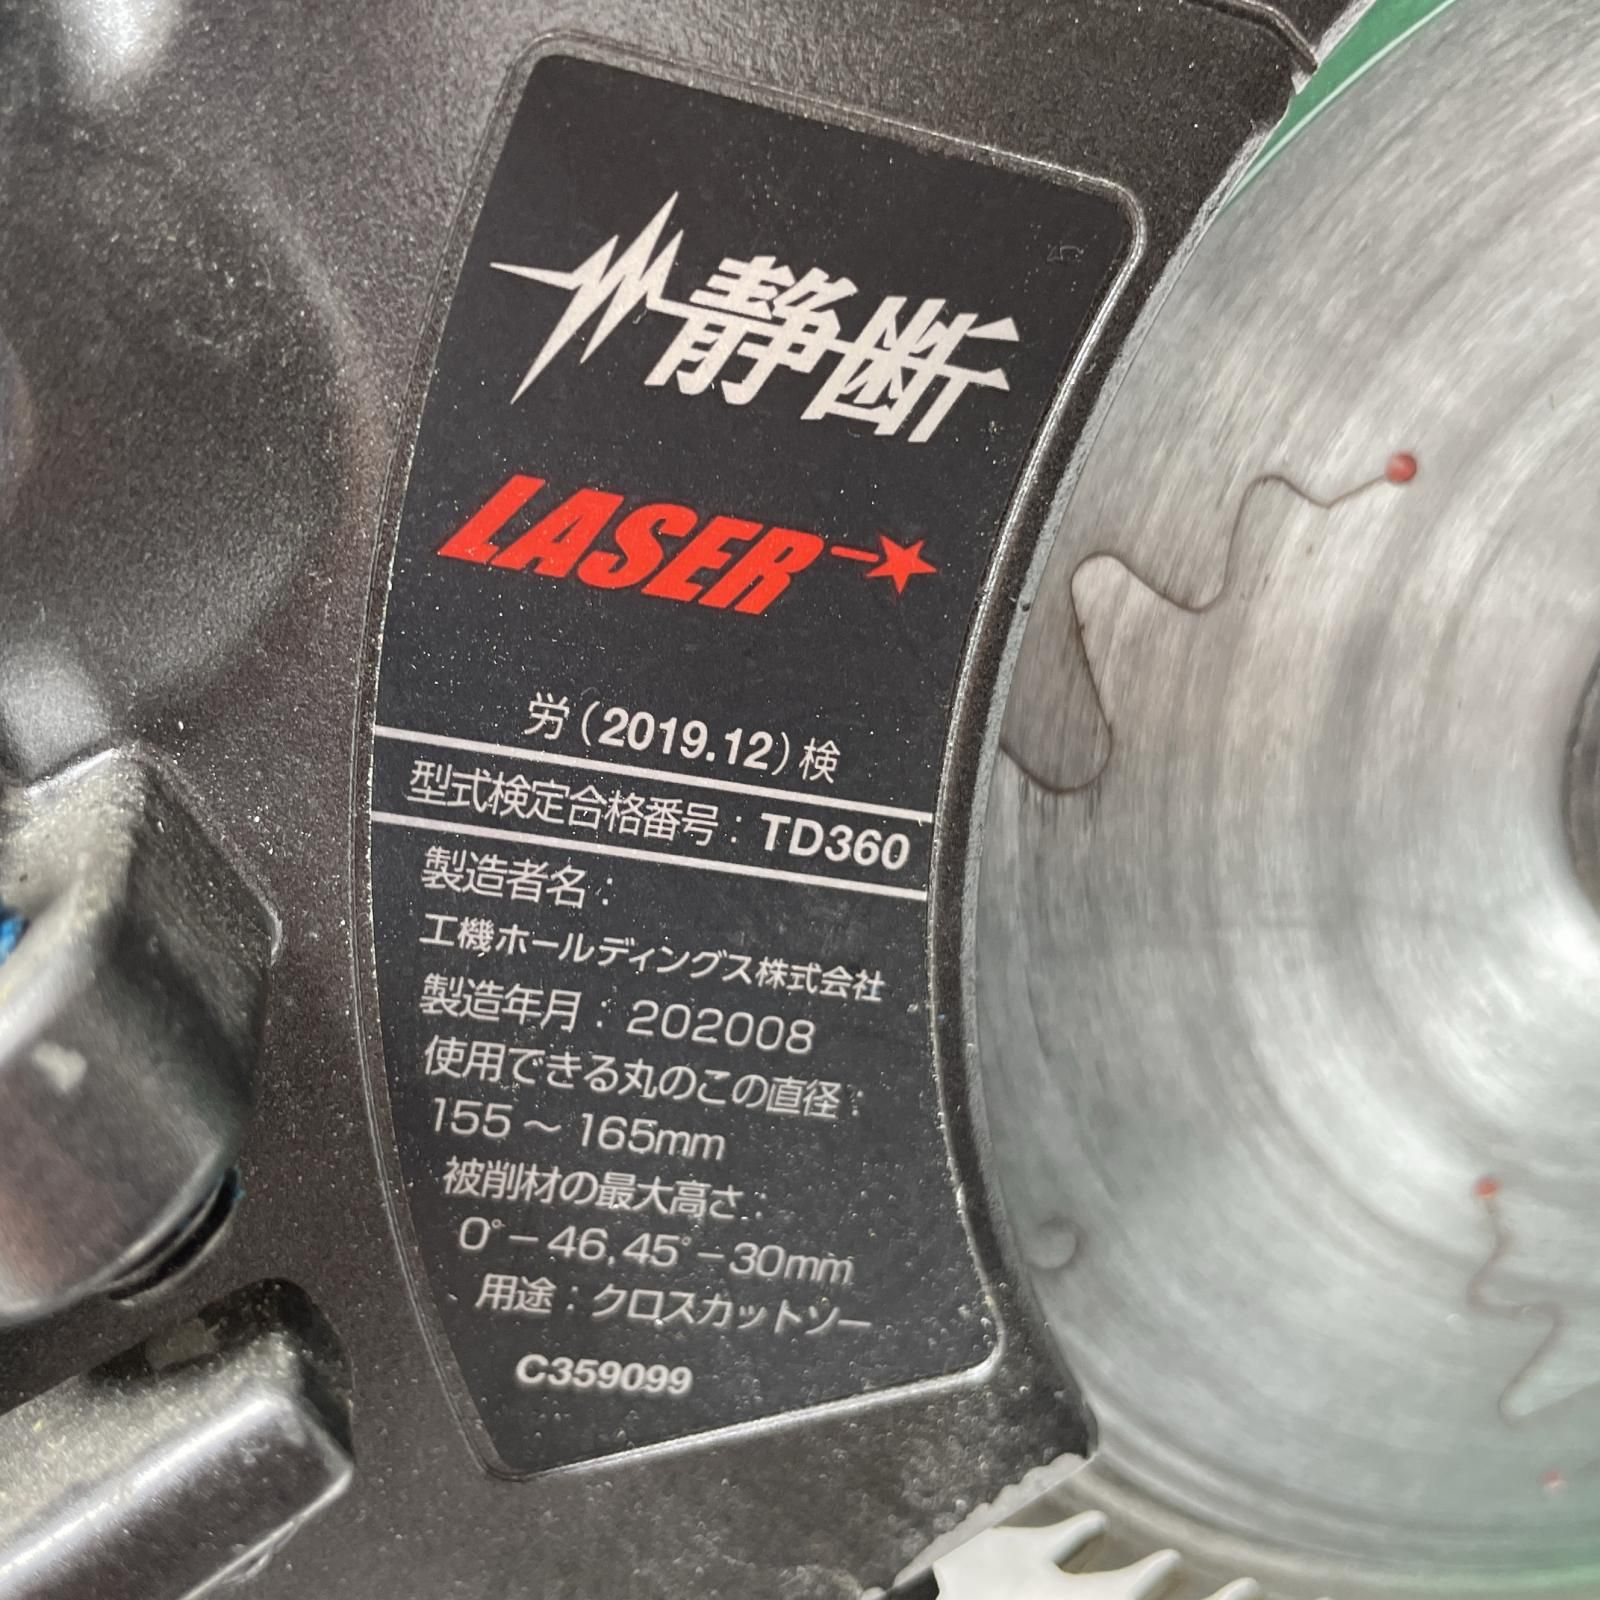 静断
LASER
労(2019.12)検
型式検定合格番号:TD360
製造者名:
工機ホールディングス株式会社
製造年月:202008
使用できる丸のこの直径:
155～165mm
被削材の最大高さ:
0°-46,45°-30mm
用途:クロスカットソー
C359099